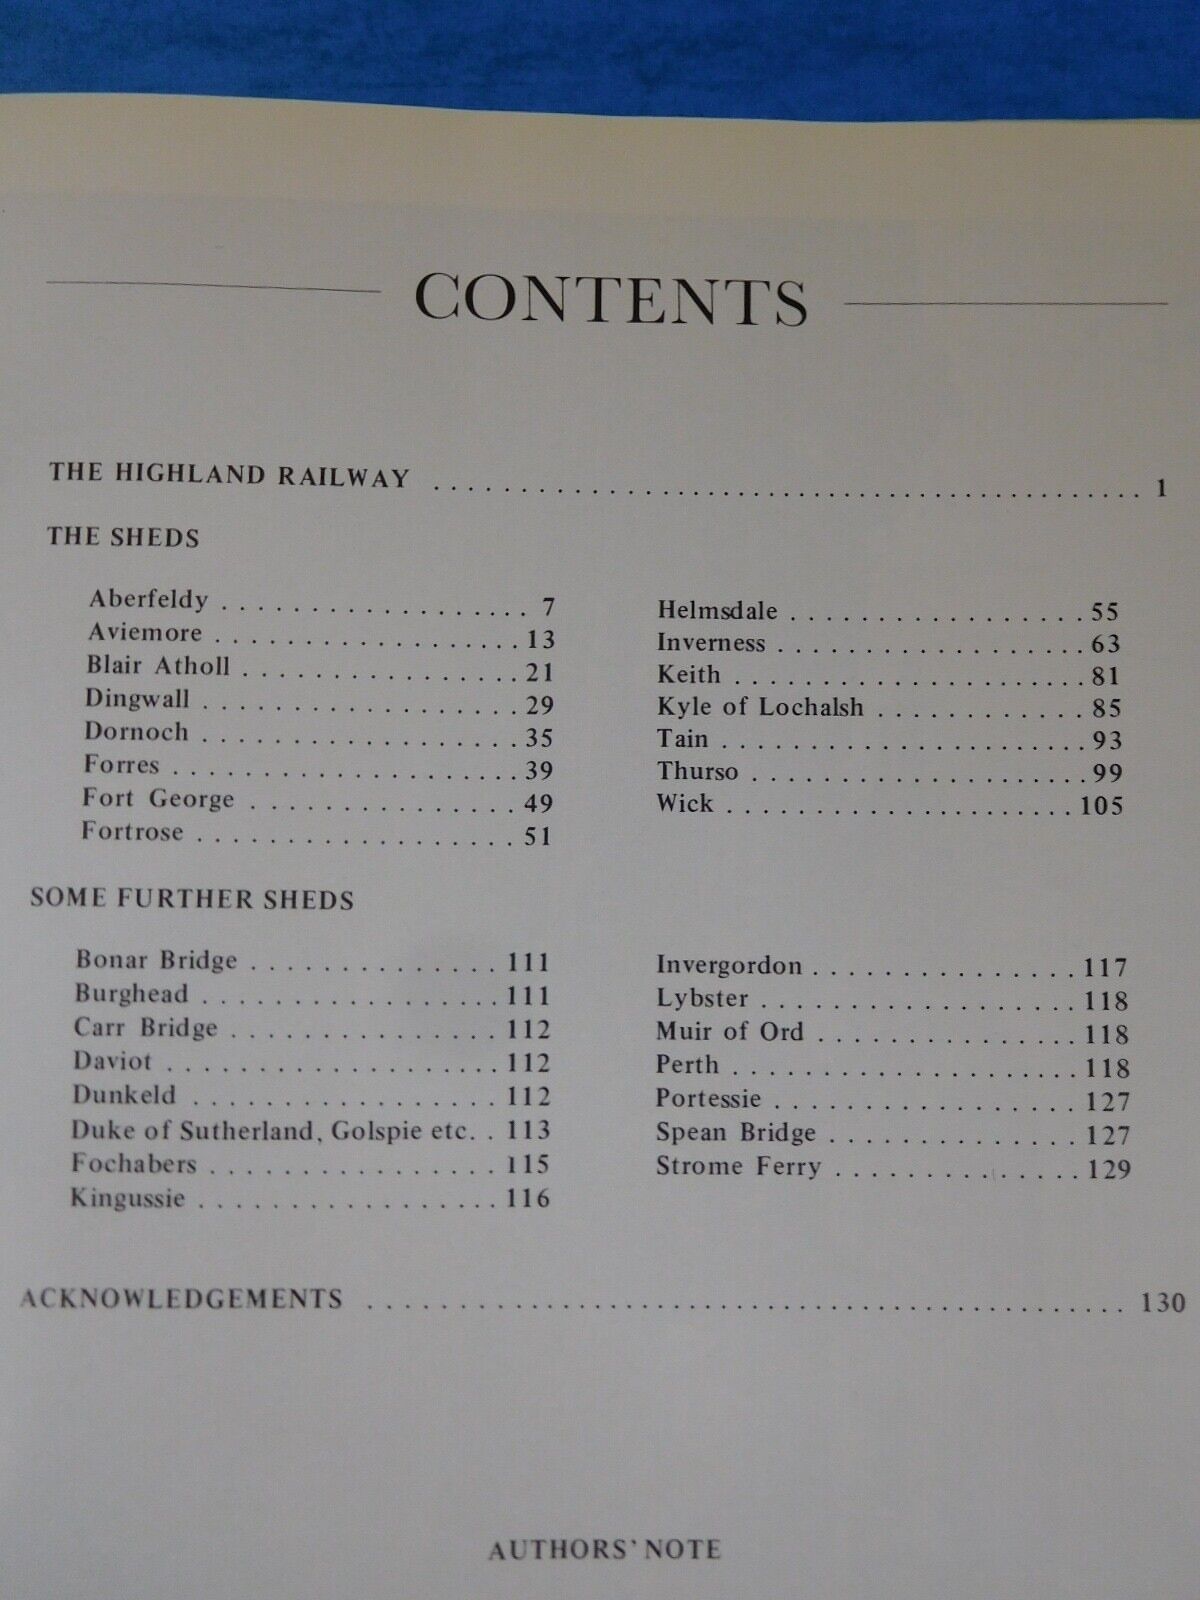 CONTENTS
THE HIGHLAND RAILWAY . . . . . . . . . . . . . . . . . . . . 1
THE SHEDS
Aberfeldy . . . . . . . . . . 7
Aviemore . . . . . . . . . . 13
Blair Atholl . . . . . . . . . . 21
Dingwall . . . . . . . . . . 29
Dornoch . . . . . . . . . . 35
Forres . . . . . . . . . . 39
Fort George . . . . . . . . . . 49
Fortrose . . . . . . . . . . 51
Helmsdale . . . . . . . . . . 55
Inverness . . . . . . . . . . 63
Keith . . . . . . . . . . 81
Kyle of Lochalsh . . . . . . . . . . 85
Tain . . . . . . . . . . 93
Thurso . . . . . . . . . . 99
Wick . . . . . . . . . . 105
SOME FURTHER SHEDS
Bonar Bridge . . . . . . . . . . 111
Burghead . . . . . . . . . . 111
Carr Bridge . . . . . . . . . . 112
Daviot . . . . . . . . . . 112
Dunkeld . . . . . . . . . . 112
Duke of Sutherland, Golspie etc. . . 113
Fochabers . . . . . . . . . . 115
Kingussie . . . . . . . . . . 116
Invergordon . . . . . . . . . . 117
Lybster . . . . . . . . . . 118
Muir of Ord . . . . . . . . . . 118
Perth . . . . . . . . . . 118
Portessie . . . . . . . . . . 127
Spean Bridge . . . . . . . . . . 127
Strome Ferry . . . . . . . . . . 129
ACKNOWLEDGEMENTS . . . . . . . . . . . . . . . . . . . . 130
AUTHORS' NOTE